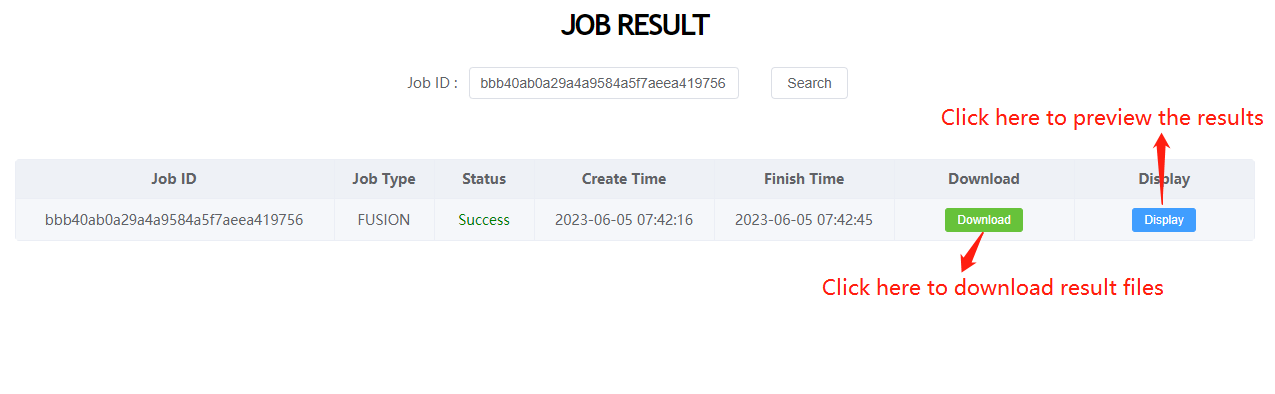 JOB RESULT
Job ID : bbb40ab0a29a4a9584a5f7aeea419756 Search
Click here to preview the results
Job ID Job Type Status Create Time Finish Time Download Display
bbb40ab0a29a4a9584a5f7aeea419756 FUSION Success 2023-06-05 07:42:16 2023-06-05 07:42:45 Download Display
Click here to download result files